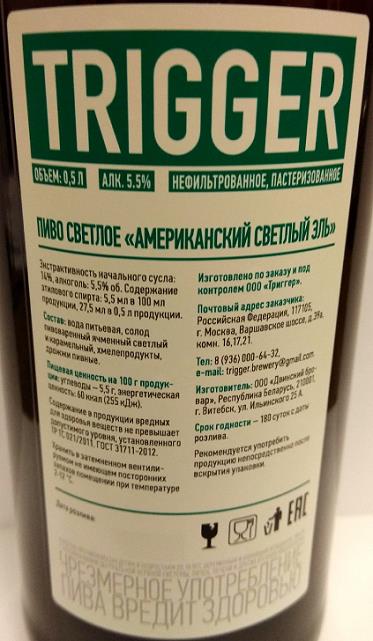 TRIGGER
ОБЪЕМ: 0,5 Л АЛК. 5.5% НЕФИЛЬТРОВАННОЕ, ПАСТЕРИЗОВАННОЕ
ПИВО СВЕТЛОЕ «АМЕРИКАНСКИЙ СВЕТЛЫЙ ЭЛЬ»
Экстрактивность начального сусла:
14%, алкоголь: 5,5% об. Содержание
этилового спирта: 5,5 мл в 100 мл
продукции, 27,5 мл в 0,5 л продукции.
Состав: вода питьевая, солод
пивоваренный ячменный светлый
и карамельный, хмелепродукты,
дрожжи пивные.
Пищевая ценность на 100 г продук-
ции: углеводы – 5,5 г, энергетическая
ценность: 60 ккал (255 кДж).
Содержание в продукции вредных
для здоровья веществ не превышает
допустимого уровня, установленного
ТР ТС 021/2011. ГОСТ 31711-2012.
Хранить в затемненном вентили-
руемом не имеющем посторонних
запахов помещении при температуре
2-12 °С.
Дата розлива:
Изготовлено по заказу и под
контролем ООО «Триггер».
Почтовый адрес заказчика:
Российская Федерация, 117105,
г. Москва, Варшавское шоссе, д.39а,
комн. 16,17,21.
Тел: 8 (936) 000-64-32,
e-mail: trigger.brewery@gmail.com
Изготовитель: ООО «Двинский бро-
вар», Республика Беларусь, 210001,
г. Витебск, ул. Ильинского 25 А.
Срок годности – 180 суток с даты
розлива.
Рекомендуется употребить
продукцию непосредственно после
вскрытия упаковки.
EAC
ЧРЕЗМЕРНОЕ УПОТРЕБЛЕНИЕ
ПИВА ВРЕДИТ ЗДОРОВЬЮ